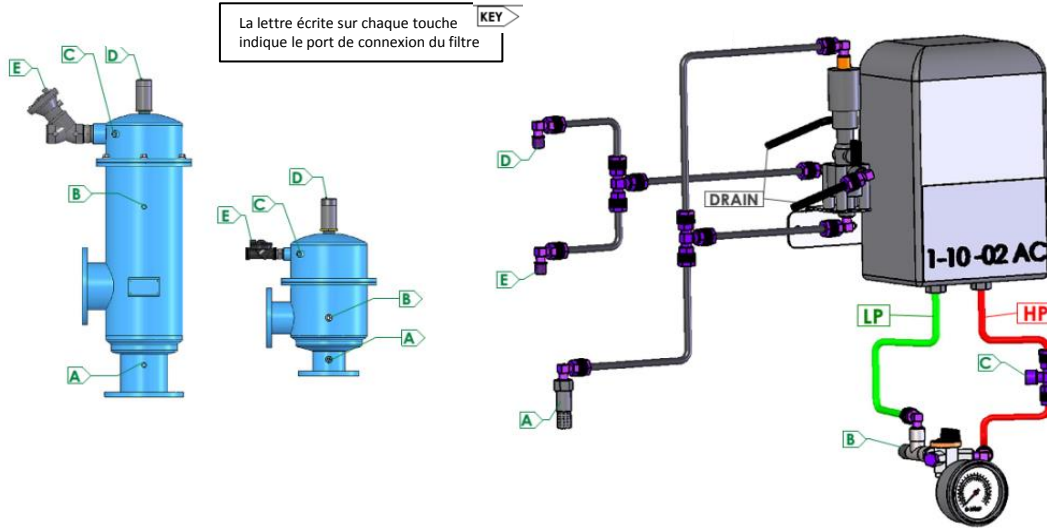 La lettre écrite sur chaque touche
indique le port de connexion du filtre
KEY
E
C
D
B
A
D
C
E
B
A
D
E
A
DRAIN
1-10 -02 AC
LP
HP
C
B